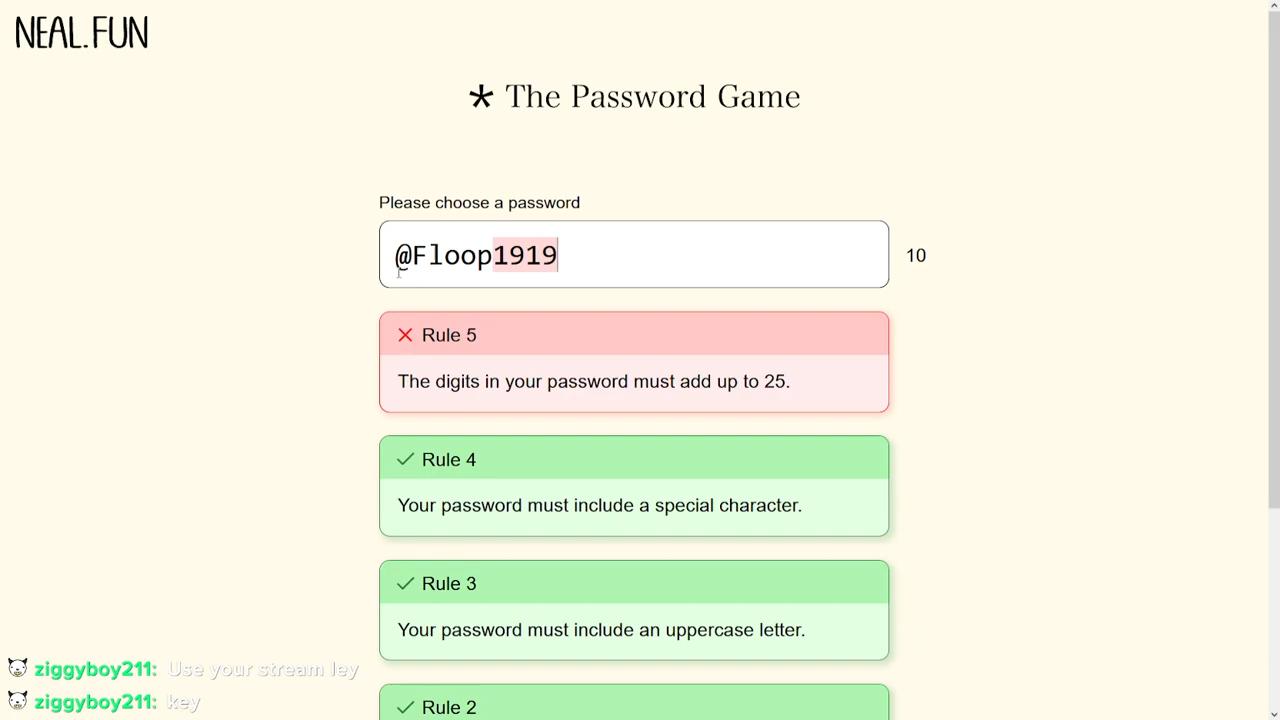 NEAL.FUN
* The Password Game
Please choose a password
@Floop1919
10
Rule 5
The digits in your password must add up to 25.
Rule 4
Your password must include a special character.
Rule 3
Your password must include an uppercase letter.
ziggyboy211: Use your stream ley
ziggyboy211: key
Rule 2